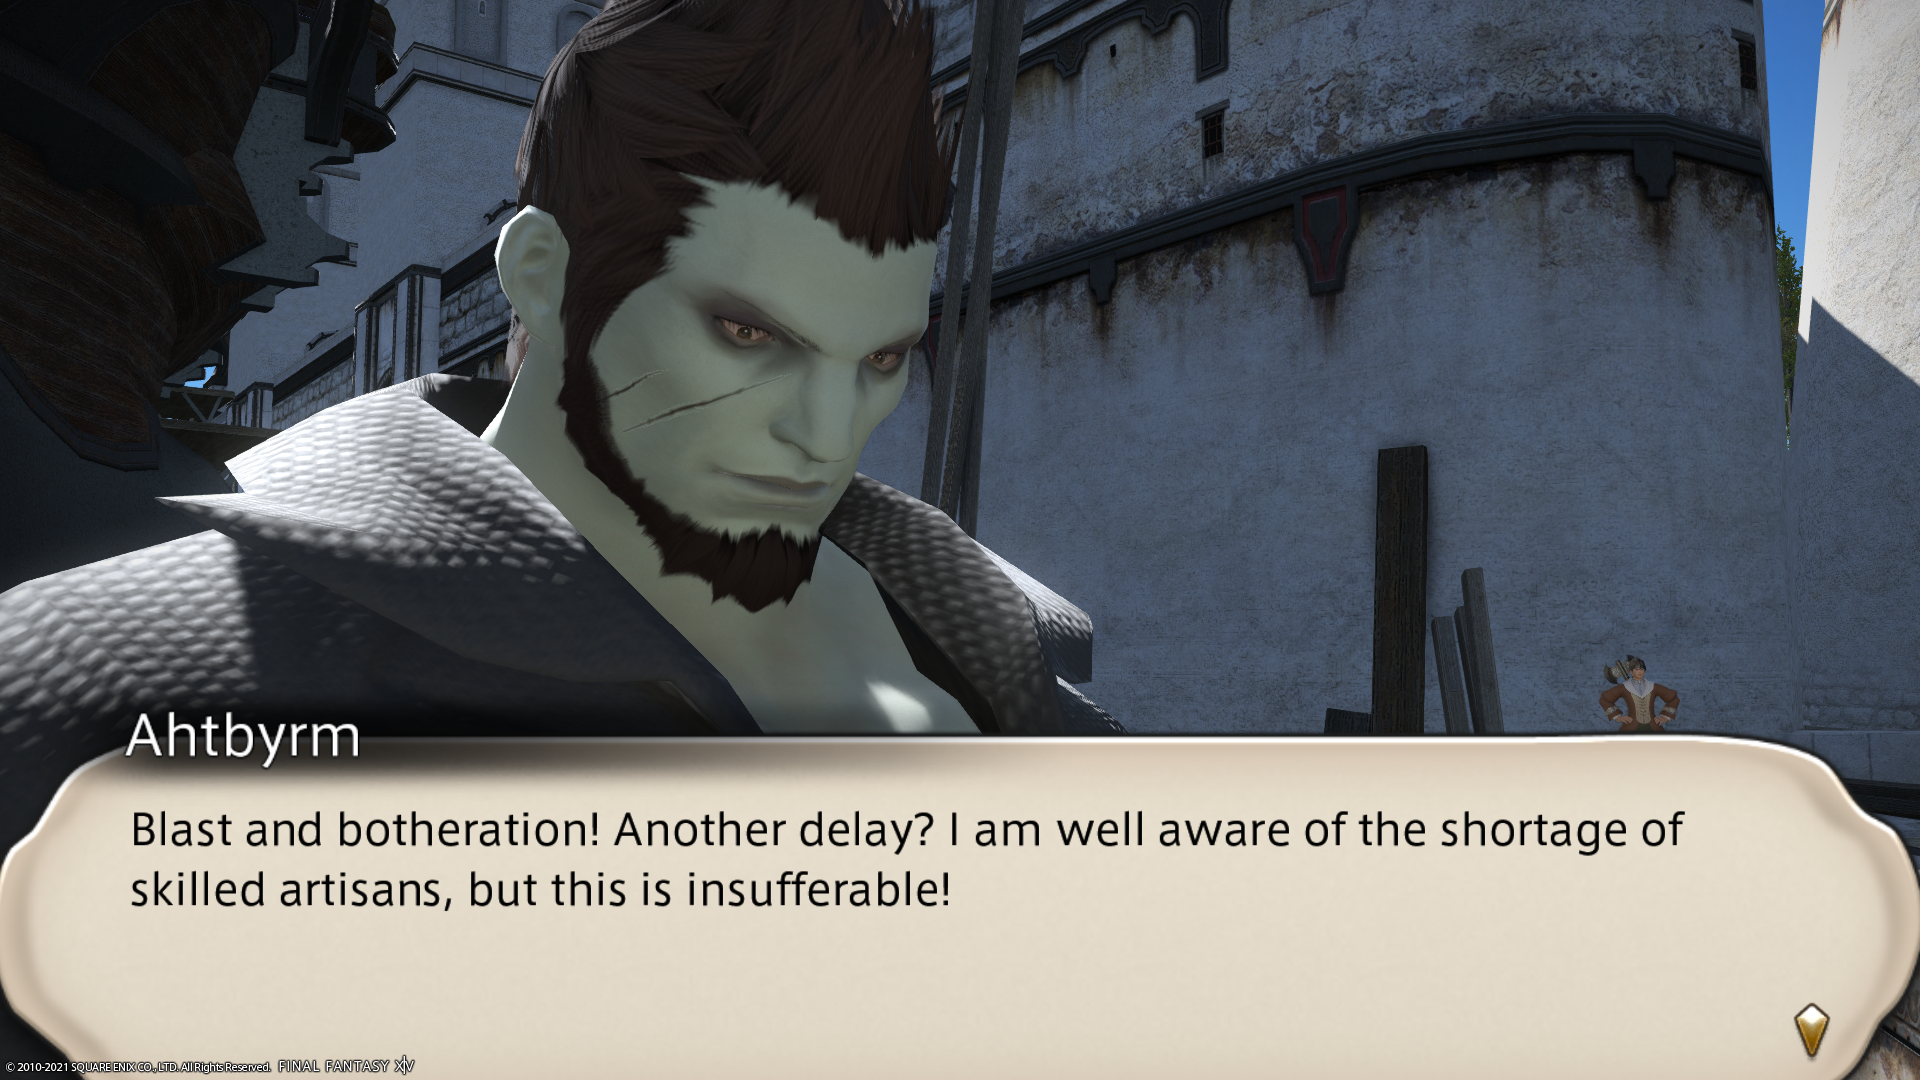 Ahtbyrm
Blast and botheration! Another delay? I am well aware of the shortage of
skilled artisans, but this is insufferable!
© 2010-2021 SQUARE ENIX CO., LTD. All Rights Reserved. FINAL FANTASY XIV